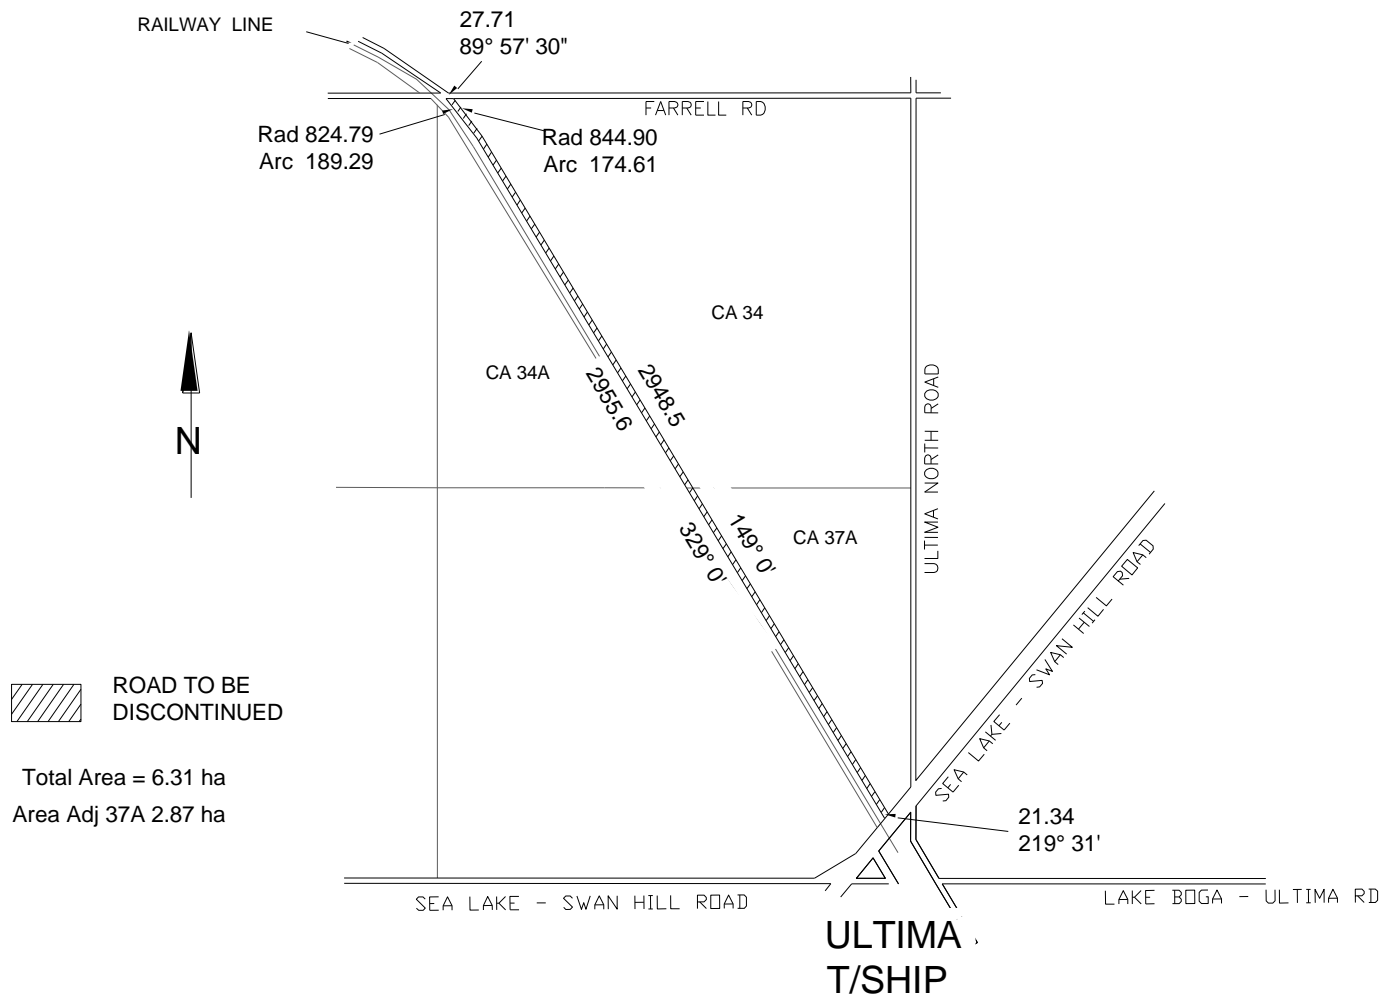 RAILWAY LINE
27.71
89° 57' 30"
FARRELL RD
Rad 824.79
Arc 189.29
Rad 844.90
Arc 174.61
CA 34
CA 34A
2948.5
2955.6
ULTIMA NORTH ROAD
N
149° 0'
329° 0'
CA 37A
SEA LAKE - SWAN HILL ROAD
ROAD TO BE
DISCONTINUED
Total Area = 6.31 ha
Area Adj 37A 2.87 ha
21.34
219° 31'
SEA LAKE - SWAN HILL ROAD
LAKE BOGA - ULTIMA RD
ULTIMA
T/SHIP